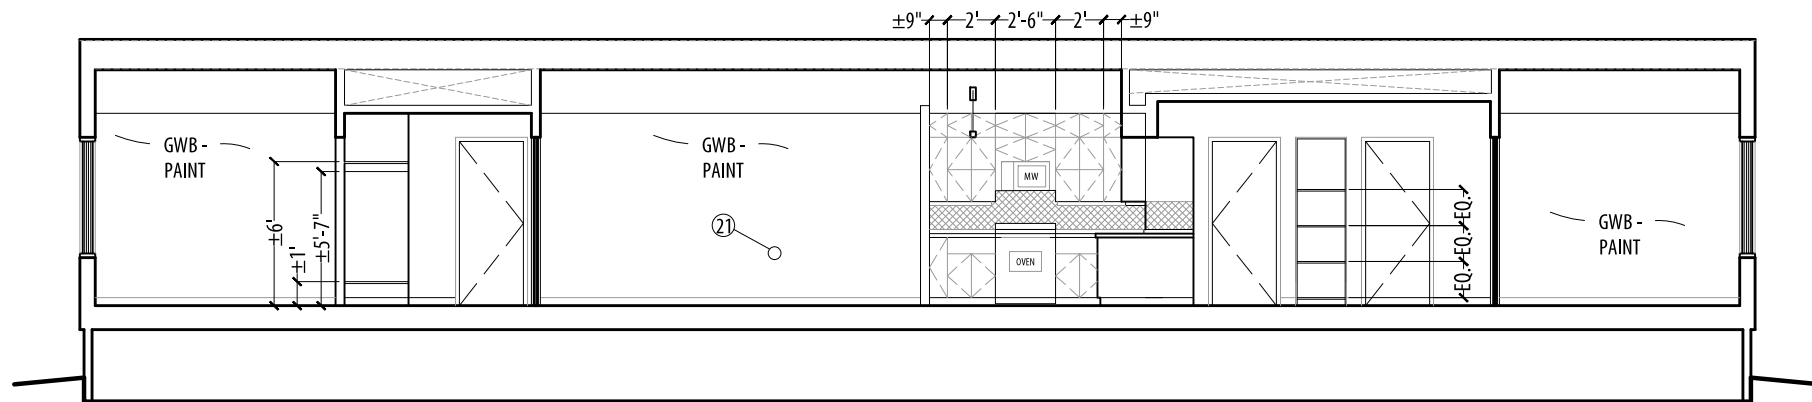 ±9" 2' 2'-6" 2' ±9"
GWB -
PAINT
GWB -
PAINT
GWB -
PAINT
±6'
±1'
±5'-7"
21
MW
OVEN
EQ.
EQ.
EQ.